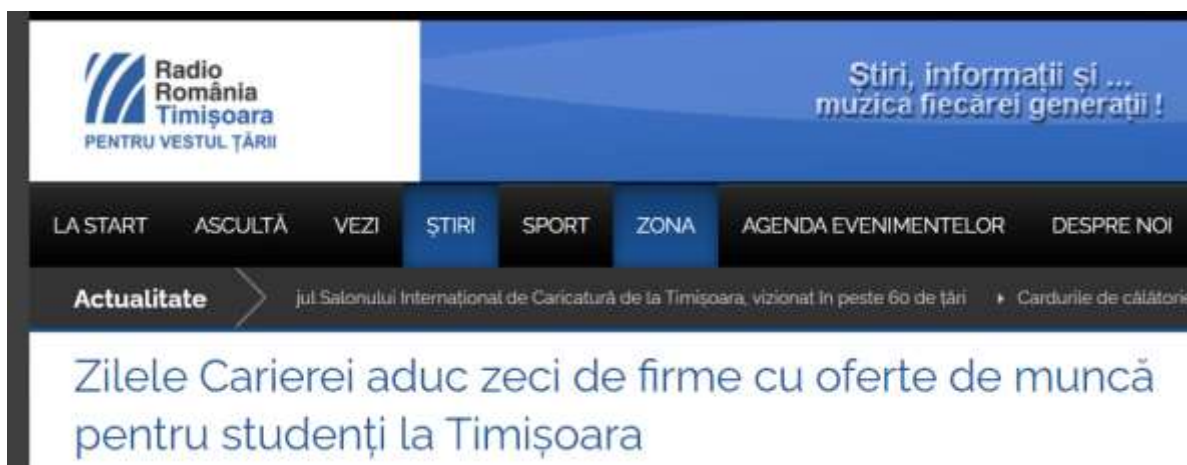 Radio
România
Timișoara
PENTRU VESTUL ȚĂRII
Știri, informații și ...
muzica fiecărei generații !
LA START ASCULTĂ VEZI ȘTIRI SPORT ZONA AGENDA EVENIMENTELOR DESPRE NOI
Actualitate jul Salonului Internațional de Caricatură de la Timișoara, vizionat în peste 60 de țări Cardurile de călătorie
Zilele Carierei aduc zeci de firme cu oferte de muncă
pentru studenți la Timișoara